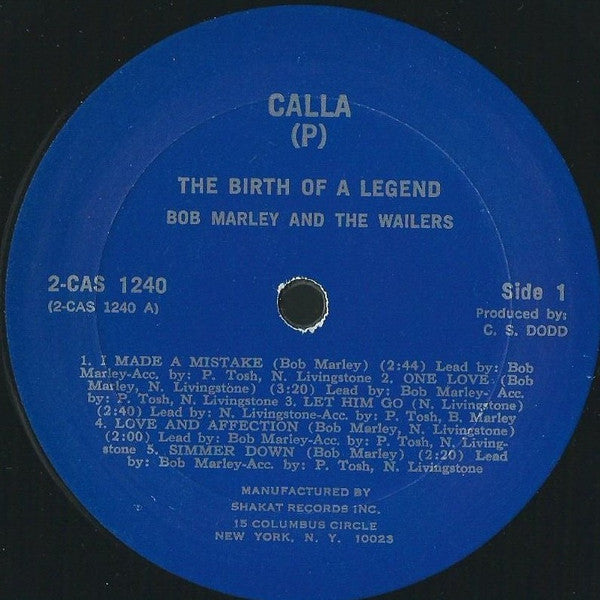 CALLA
(P)
THE BIRTH OF A LEGEND
BOB MARLEY AND THE WAILERS
2-CAS 1240
(2-CAS 1240 A)
Side 1
Produced by:
C. S. DODD
1. I MADE A MISTAKE (Bob Marley) (2:44) Lead by: Bob
Marley-Acc. by: P. Tosh, N. Livingstone 2. ONE LOVE (Bob
Marley, N. Livingstone) (3:20) Lead by: Bob Marley- Acc.
by: P. Tosh, N. Livingstone 3. LET HIM GO (N. Livingstone)
(2:40) Lead by: N. Livingstone-Acc. by: P. Tosh, B. Marley
4. LOVE AND AFFECTION (Bob Marley, N. Livingstone)
(2:00) Lead by: Bob Marley-Acc. by: P. Tosh, N. Living-
stone 5. SIMMER DOWN (Bob Marley) (2:20) Lead
by: Bob Marley-Acc. by: P. Tosh, N. Livingstone
MANUFACTURED BY
SHAKAT RECORDS INC.
15 COLUMBUS CIRCLE
NEW YORK, N. Y. 10023